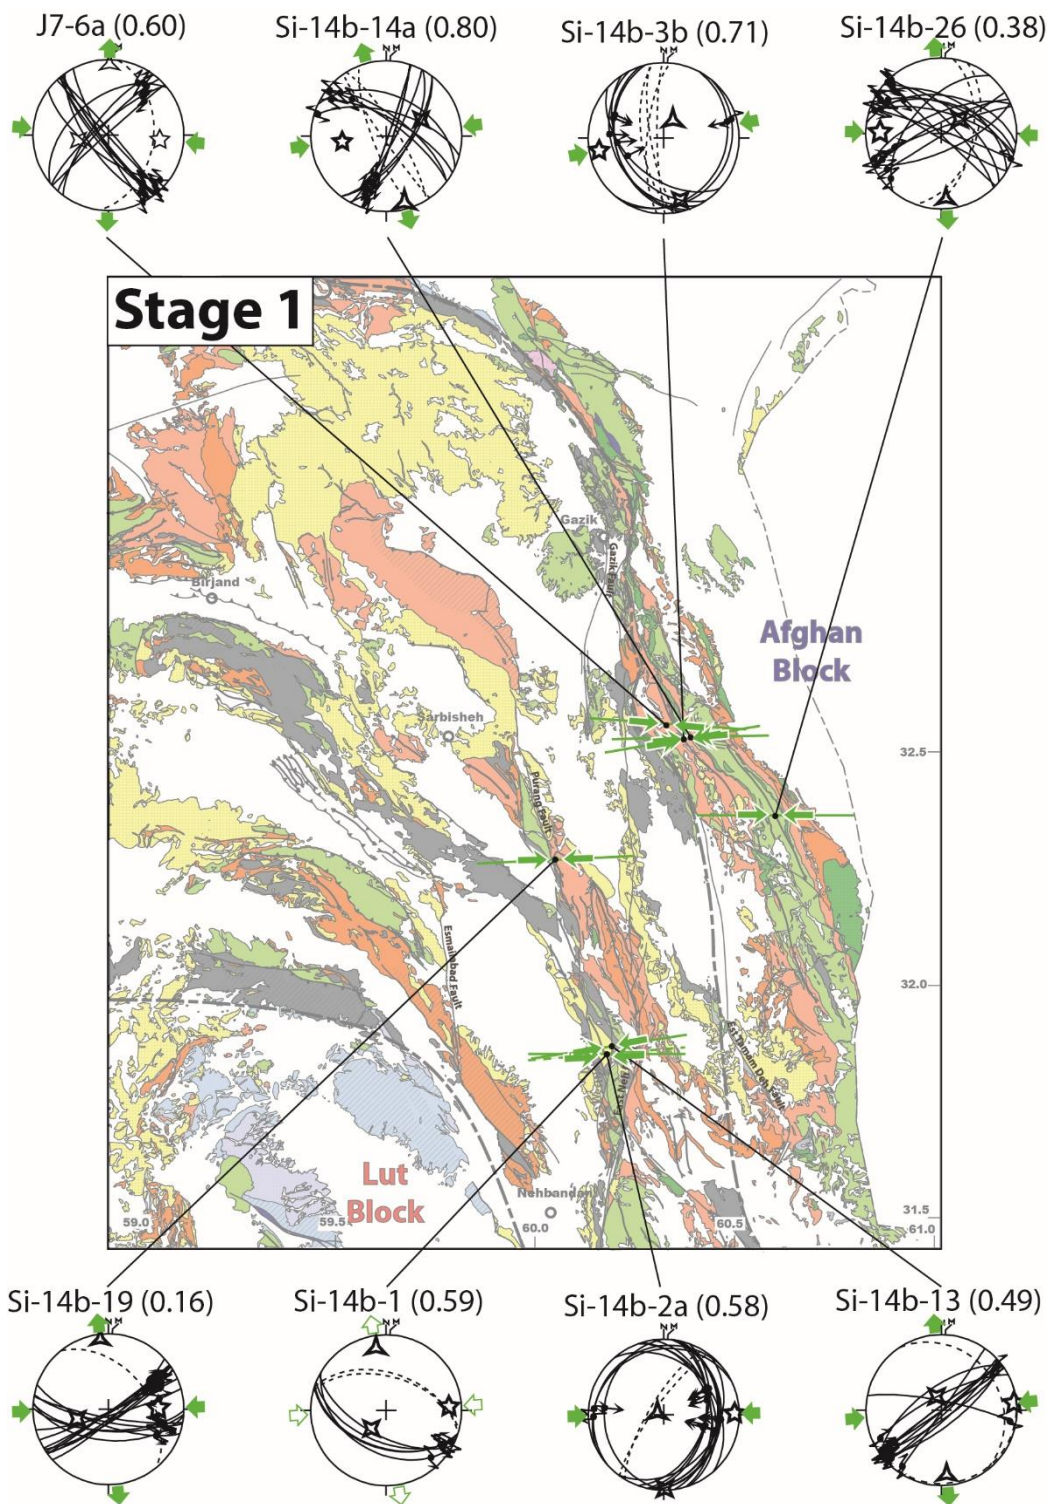 J7-6a (0.60)
Si-14b-14a (0.80)
Si-14b-3b (0.71)
Si-14b-26 (0.38)
Stage 1
Gazik
Gazik Fault
Birjand
Afghan
Block
Sarbisheh
32.5
Purang Fault
Esmailabad Fault
32.0
East Neh Fault
Lut
Block
Nehbandan
59.0
59.5
60.0
60.5
31.5
61.0
Si-14b-19 (0.16)
Si-14b-1 (0.59)
Si-14b-2a (0.58)
Si-14b-13 (0.49)